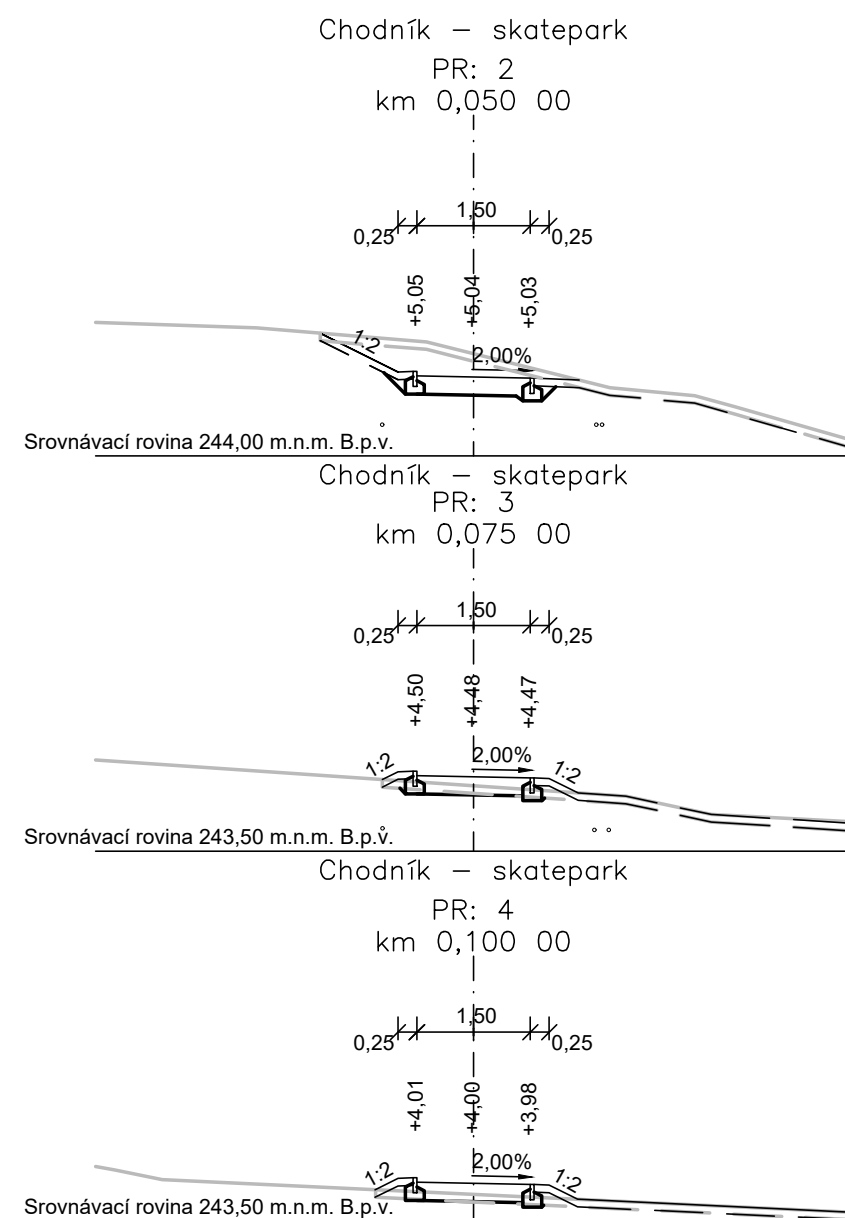 Chodník – skatepark
PR: 2
km 0,050 00
1,50
0,25 0,25
+5,05 +5,04 +5,03
1:2
2,00%
Srovnávací rovina 244,00 m.n.m. B.p.v.
Chodník – skatepark
PR: 3
km 0,075 00
1,50
0,25 0,25
+4,50 +4,48 +4,47
1:2 2,00% 1:2
Srovnávací rovina 243,50 m.n.m. B.p.v.
Chodník – skatepark
PR: 4
km 0,100 00
1,50
0,25 0,25
+4,01 +4,00 +3,98
1:2 2,00% 1:2
Srovnávací rovina 243,50 m.n.m. B.p.v.